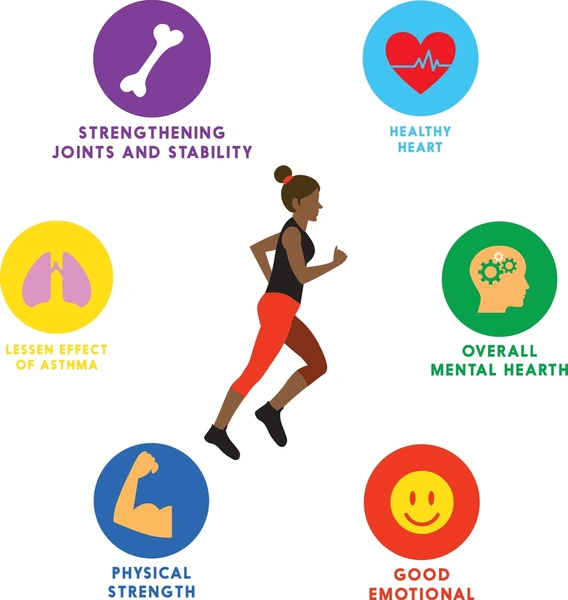 STRENGTHENING
JOINTS AND STABILITY
HEALTHY
HEART
LESSEN EFFECT
OF ASTHMA
OVERALL
MENTAL HEARTH
PHYSICAL
STRENGTH
GOOD
EMOTIONAL